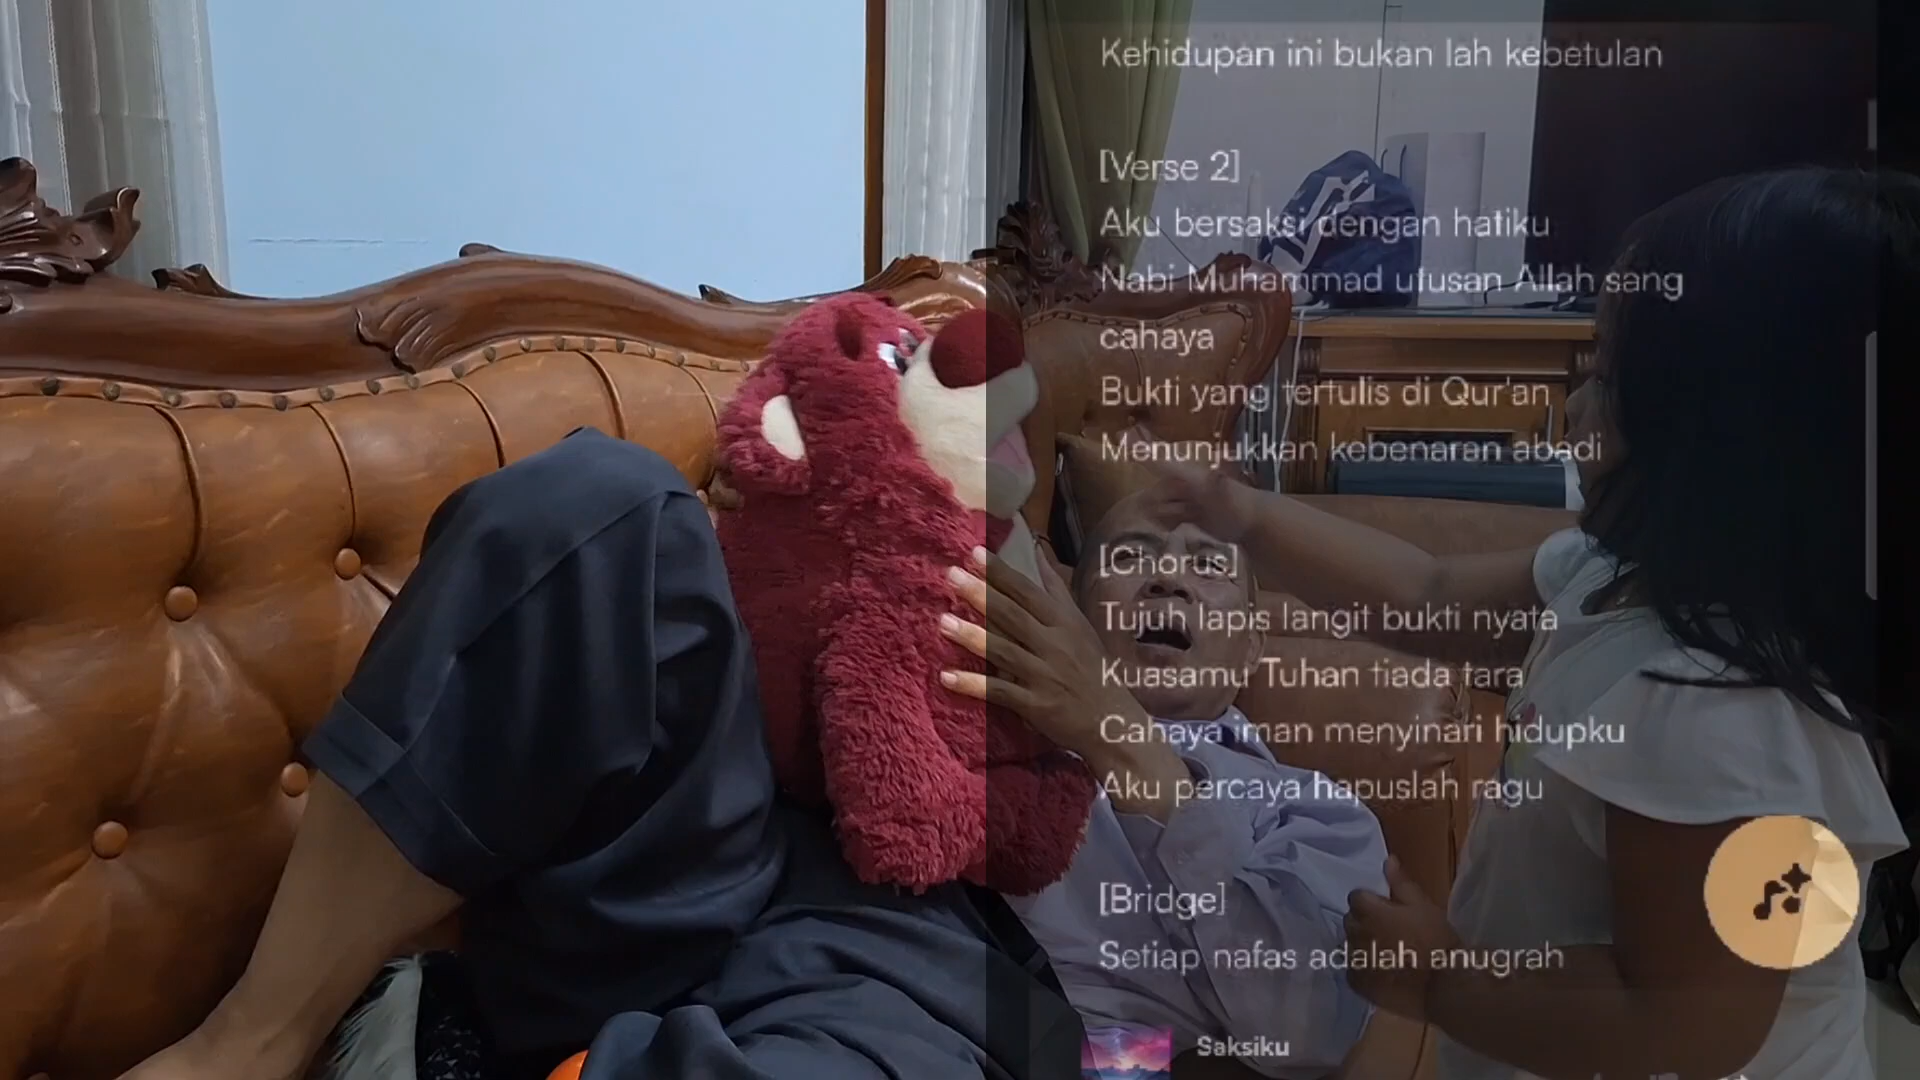 Kehidupan ini bukan lah kebetulan
[Verse 2]
Aku bersaksi dengan hatiku
Nabi Muhammad utusan Allah sang
cahaya
Bukti yang tertulis di Qur'an
Menunjukkan kebenaran abadi
[Chorus]
Tujuh lapis langit bukti nyata
Kuasamu Tuhan tiada tara
Cahaya iman menyinari hidupku
Aku percaya hapuslah ragu
[Bridge]
Setiap nafas adalah anugrah
Saksiku